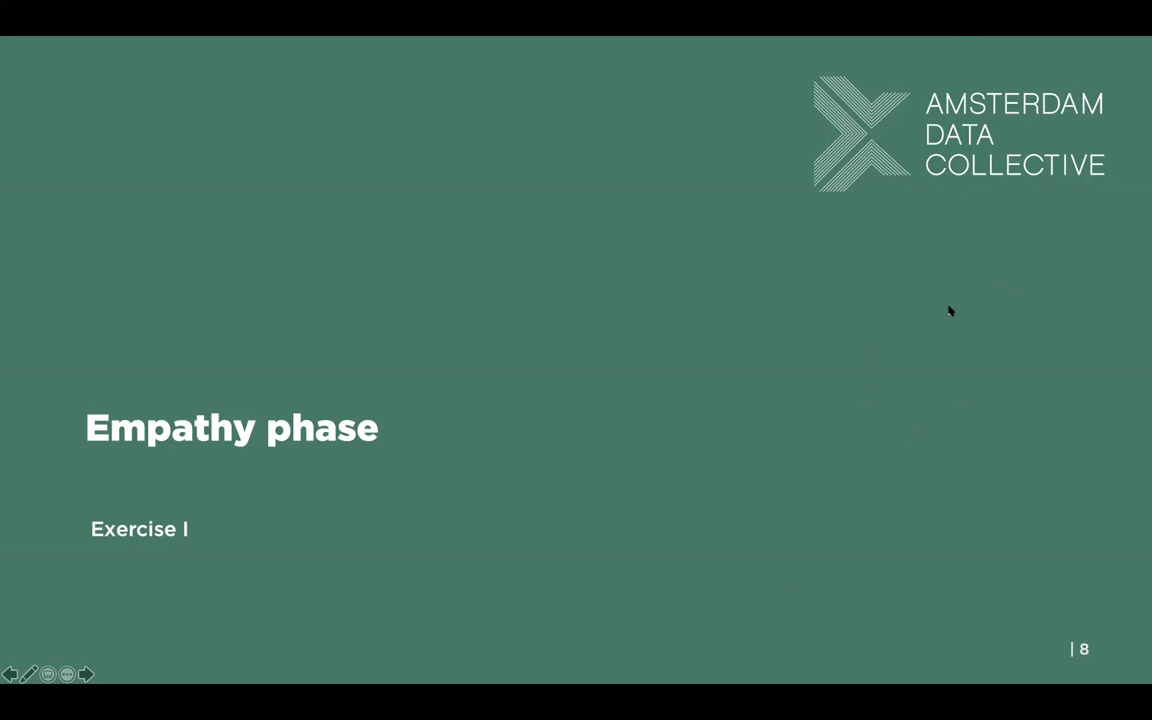 AMSTERDAM
DATA
COLLECTIVE
Empathy phase
Exercise I
| 8